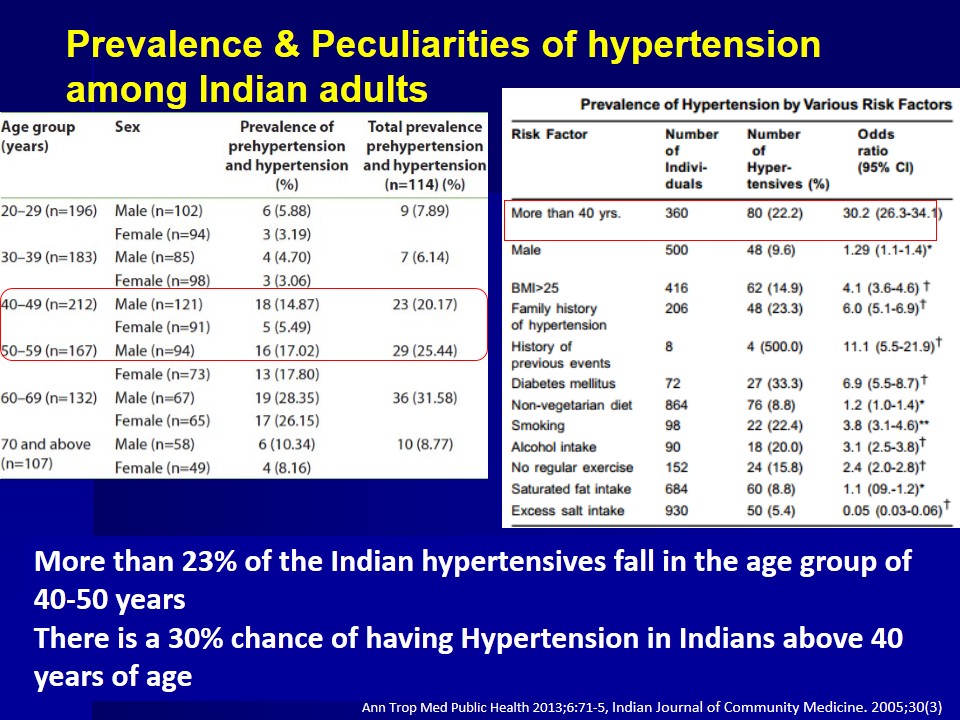 Prevalence & Peculiarities of hypertension
among Indian adults
Age group
(years)
Sex
Prevalence of
prehypertension
and hypertension
(%)
Total prevalence
prehypertension
and hypertension
(n=114) (%)
20–29 (n=196) Male (n=102) 6 (5.88) 9 (7.89)
Female (n=94) 3 (3.19)
30–39 (n=183) Male (n=85) 4 (4.70) 7 (6.14)
Female (n=98) 3 (3.06)
40–49 (n=212) Male (n=121) 18 (14.87) 23 (20.17)
Female (n=91) 5 (5.49)
50–59 (n=167) Male (n=94) 16 (17.02) 29 (25.44)
Female (n=73) 13 (17.80)
60–69 (n=132) Male (n=67) 19 (28.35) 36 (31.58)
Female (n=65) 17 (26.15)
70 and above
(n=107)
Male (n=58) 6 (10.34) 10 (8.77)
Female (n=49) 4 (8.16)
Prevalence of Hypertension by Various Risk Factors
Risk Factor
Number
of
Indivi-
duals
Number
of
Hyper-
tensives (%)
Odds
ratio
(95% CI)
More than 40 yrs. 360 80 (22.2) 30.2 (26.3-34.1)
Male 500 48 (9.6) 1.29 (1.1-1.4)*
BMI>25 416 62 (14.9) 4.1 (3.6-4.6) †
Family history 206 48 (23.3) 6.0 (5.1-6.9)†
of hypertension
History of 8 4 (500.0) 11.1 (5.5-21.9)†
previous events
Diabetes mellitus 72 27 (33.3) 6.9 (5.5-8.7)†
Non-vegetarian diet 864 76 (8.8) 1.2 (1.0-1.4)*
Smoking 98 22 (22.4) 3.8 (3.1-4.6)**
Alcohol intake 90 18 (20.0) 3.1 (2.5-3.8)†
No regular exercise 152 24 (15.8) 2.4 (2.0-2.8)†
Saturated fat intake 684 60 (8.8) 1.1 (09.-1.2)*
Excess salt intake 930 50 (5.4) 0.05 (0.03-0.06)†
More than 23% of the Indian hypertensives fall in the age group of
40-50 years
There is a 30% chance of having Hypertension in Indians above 40
years of age
Ann Trop Med Public Health 2013;6:71-5, Indian Journal of Community Medicine. 2005;30(3)